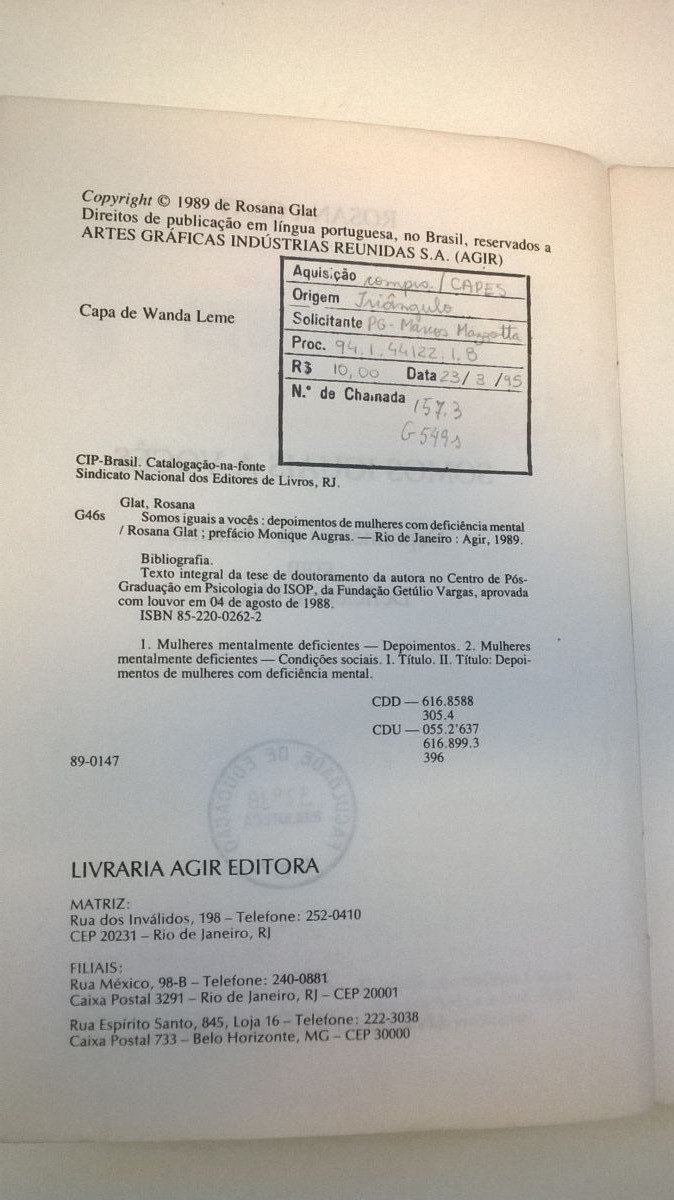 Copyright © 1989 de Rosana Glat
Direitos de publicação em língua portuguesa, no Brasil, reservados a
ARTES GRÁFICAS INDÚSTRIAS REUNIDAS S.A. (AGIR)
Capa de Wanda Leme
Aquisição compra / CAPES
Origem Triângulo
Solicitante PG - Marcos Mazzotta
Proc. 94.1.44122.1.8
R$ 10,00 Data 23/3/95
N.º de Chamada 157.3
G549s
CIP-Brasil. Catalogação-na-fonte
Sindicato Nacional dos Editores de Livros, RJ.
Glat, Rosana
G46s Somos iguais a vocês : depoimentos de mulheres com deficiência mental
/ Rosana Glat ; prefácio Monique Augras. — Rio de Janeiro : Agir, 1989.
Bibliografia.
Texto integral da tese de doutoramento da autora no Centro de Pós-
Graduação em Psicologia do ISOP, da Fundação Getúlio Vargas, aprovada
com louvor em 04 de agosto de 1988.
ISBN 85-220-0262-2
1. Mulheres mentalmente deficientes — Depoimentos. 2. Mulheres
mentalmente deficientes — Condições sociais. I. Título. II. Título: Depoi-
mentos de mulheres com deficiência mental.
CDD — 616.8588
305.4
CDU — 055.2'637
616.899.3
396
89-0147
LIVRARIA AGIR EDITORA
MATRIZ:
Rua dos Inválidos, 198 – Telefone: 252-0410
CEP 20231 – Rio de Janeiro, RJ
FILIAIS:
Rua México, 98-B – Telefone: 240-0881
Caixa Postal 3291 – Rio de Janeiro, RJ – CEP 20001
Rua Espírito Santo, 845, Loja 16 – Telefone: 222-3038
Caixa Postal 733 – Belo Horizonte, MG – CEP 30000